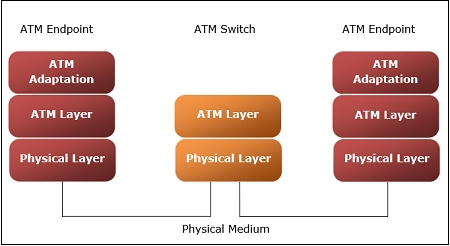 ATM Endpoint
ATM Switch
ATM Endpoint
ATM
Adaptation
ATM
Adaptation
ATM Layer
ATM Layer
ATM Layer
Physical Layer
Physical Layer
Physical Layer
Physical Medium